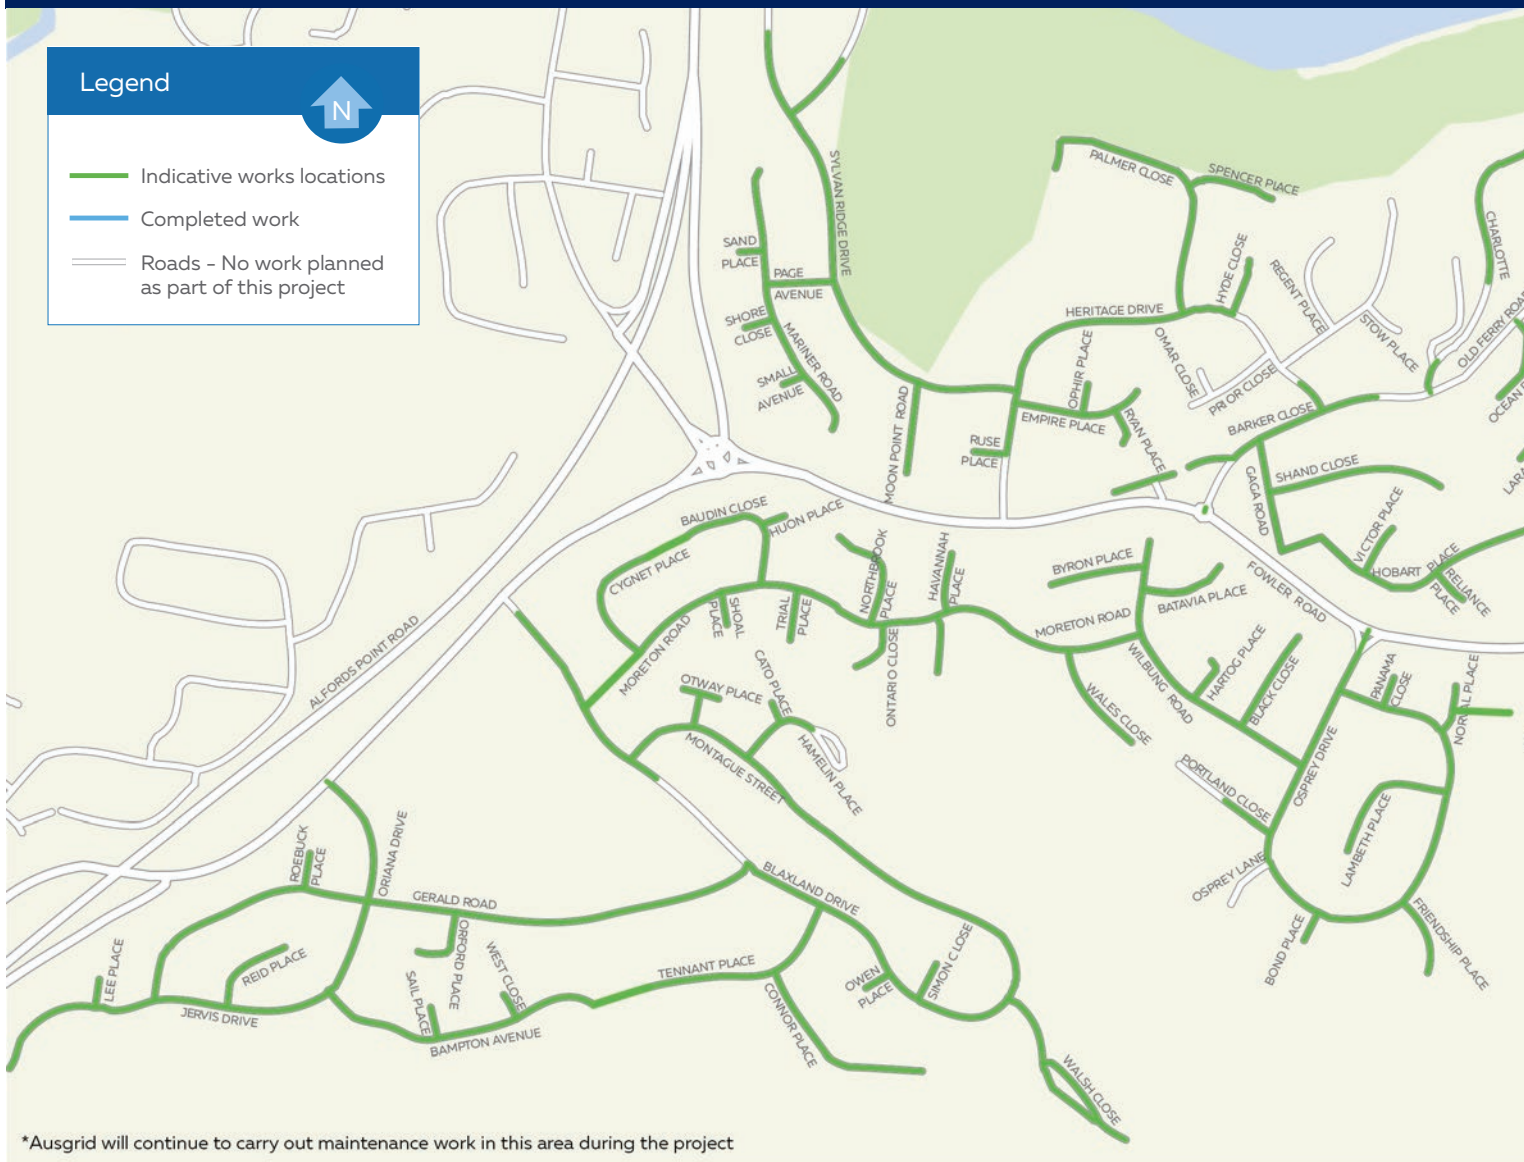 Legend
N
Indicative works locations
Completed work
Roads - No work planned
as part of this project
SYLVAN RIDGE DRIVE
PALMER CLOSE
SPENCER PLACE
CHARLOTTE
SAND
PLACE
PAGE
AVENUE
HYDE CLOSE
REGENT PLACE
SHORE
CLOSE
MARINER ROAD
HERITAGE DRIVE
OMAR CLOSE
STOW PLACE
OLD FERRY ROAD
SMALL
AVENUE
OPHIR PLACE
PRIOR CLOSE
MOON POINT ROAD
EMPIRE PLACE
RYAN PLACE
BARKER CLOSE
OCEAN
RUSE
PLACE
GAGA ROAD
SHAND CLOSE
LARA
BAUDIN CLOSE
HUON PLACE
VICTOR PLACE
CYGNET PLACE
NORTHBROOK
PLACE
HAVANNAH
PLACE
BYRON PLACE
BATAVIA PLACE
FOWLER ROAD
HOBART PLACE
RELIANCE
PLACE
SHOAL
PLACE
TRIAL
PLACE
MORETON ROAD
MORETON ROAD
ALFORDS POINT ROAD
ONTARIO CLOSE
WILBUNG ROAD
HARTOG PLACE
BLACK CLOSE
PANAMA
CLOSE
NORVAL PLACE
OTWAY PLACE
CATO PLACE
WALES CLOSE
HAMELIN PLACE
MONTAGUE STREET
PORTLAND CLOSE
OSPREY DRIVE
LAMBETH PLACE
ROEBUCK
PLACE
ORIANA DRIVE
GERALD ROAD
BLAXLAND DRIVE
OSPREY LANE
BOND PLACE
FRIENDSHIP PLACE
LEE PLACE
REID PLACE
ORFORD PLACE
WEST CLOSE
TENNANT PLACE
OWEN
PLACE
SIMON CLOSE
JERVIS DRIVE
SAIL PLACE
BAMPTON AVENUE
CONNOR PLACE
WALSH CLOSE
*Ausgrid will continue to carry out maintenance work in this area during the project